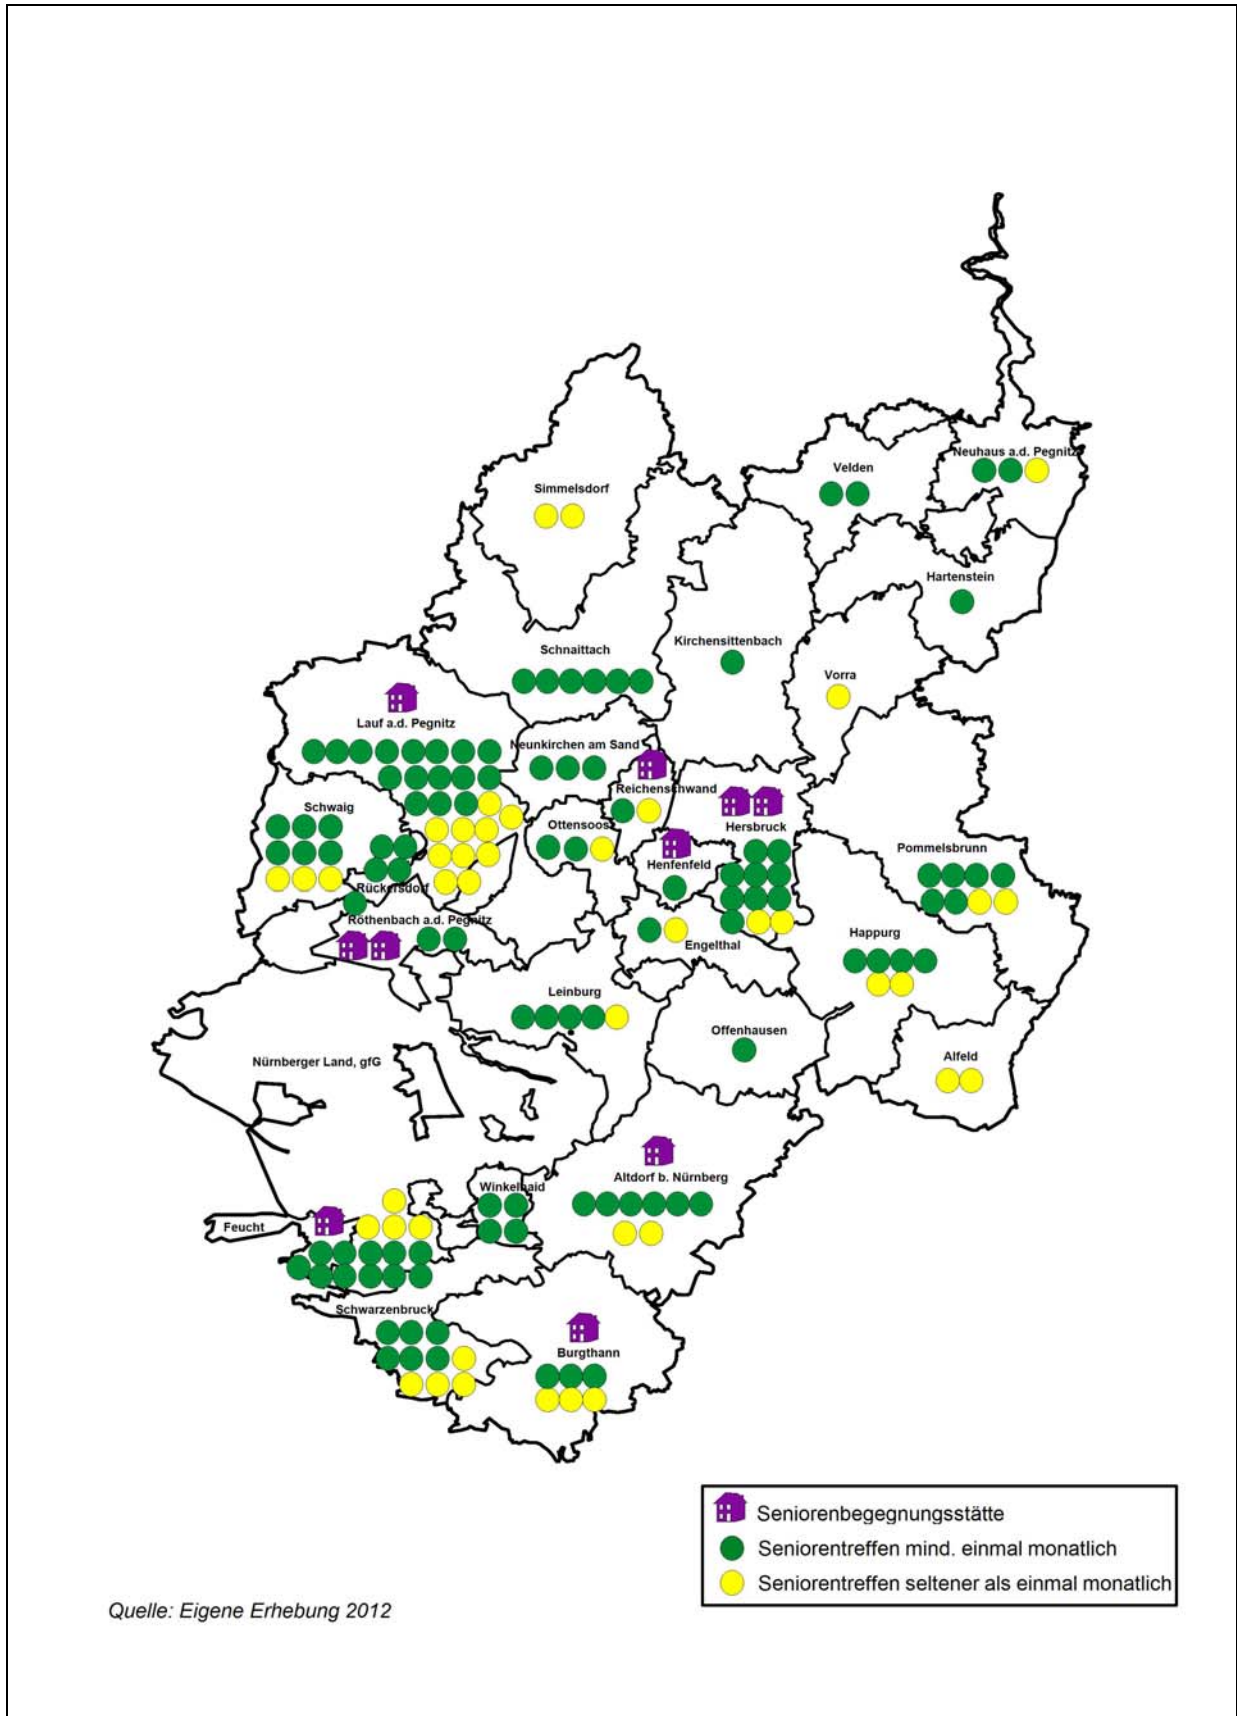 Neuhaus a.d. Pegnitz
Velden
Simmelsdorf
Hartenstein
Kirchensittenbach
Schnaittach
Vorra
Lauf a.d. Pegnitz
Neunkirchen am Sand
Reichenschwand
Schwaig
Ottensoos
Hersbruck
Pommelsbrunn
Henfenfeld
Rückersdorf
Röthenbach a.d. Pegnitz
Happurg
Engelthal
Leinburg
Offenhausen
Alfeld
Nürnberger Land, gfG
Altdorf b. Nürnberg
Winkelhaid
Feucht
Schwarzenbruck
Burgthann
Seniorenbegegnungsstätte
Seniorentreffen mind. einmal monatlich
Seniorentreffen seltener als einmal monatlich
Quelle: Eigene Erhebung 2012